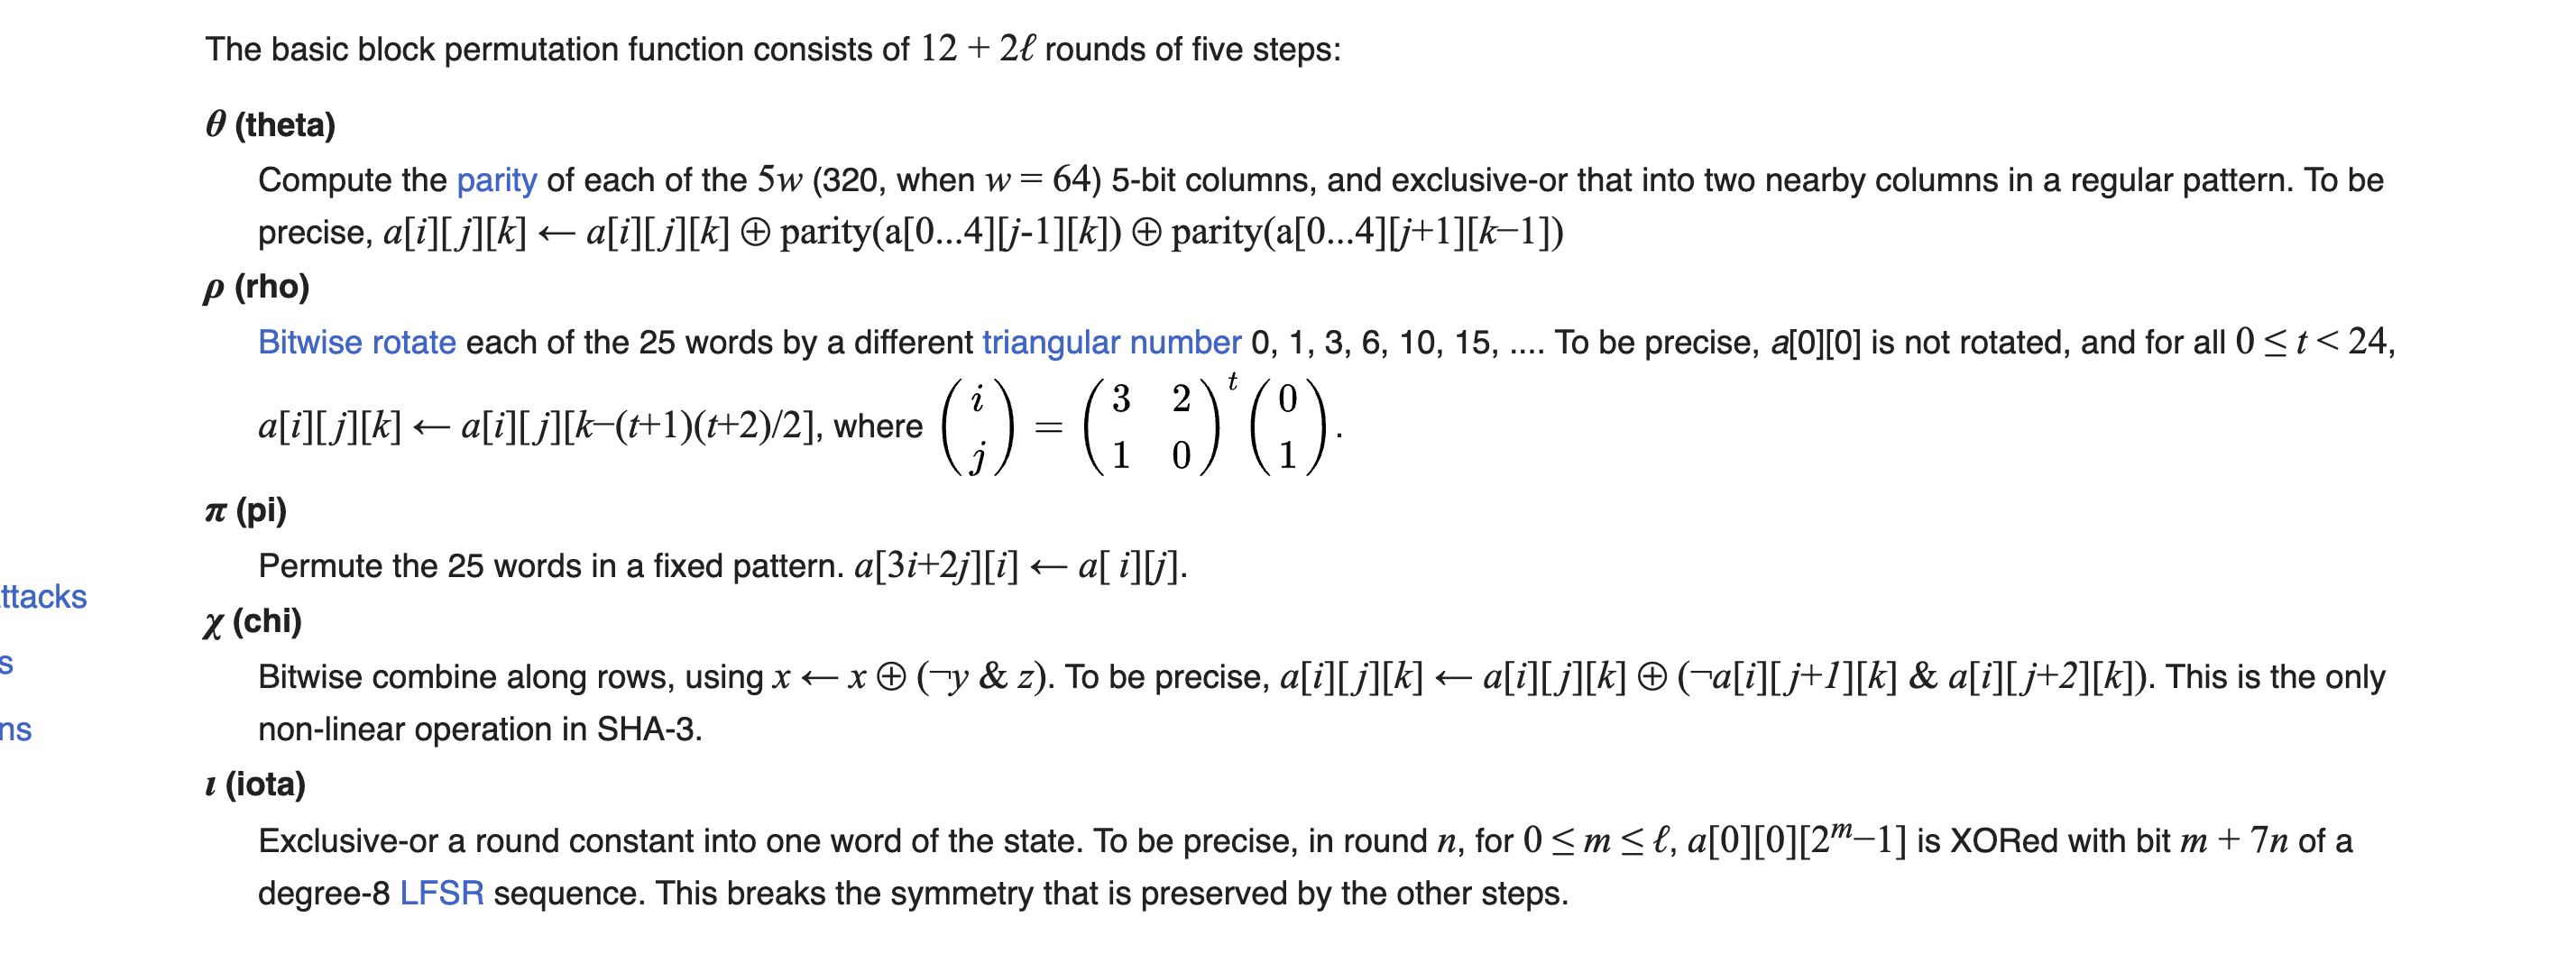 The basic block permutation function consists of 12 + 2ℓ rounds of five steps:
θ (theta)
Compute the parity of each of the 5w (320, when w = 64) 5-bit columns, and exclusive-or that into two nearby columns in a regular pattern. To be
precise, a[i][j][k] ← a[i][j][k] ⊕ parity(a[0...4][j-1][k]) ⊕ parity(a[0...4][j+1][k−1])
ρ (rho)
Bitwise rotate each of the 25 words by a different triangular number 0, 1, 3, 6, 10, 15, .... To be precise, a[0][0] is not rotated, and for all 0 ≤ t < 24,
a[i][j][k] ← a[i][j][k−(t+1)(t+2)/2], where (i j) = (3 2 1 0)^t (0 1).
π (pi)
Permute the 25 words in a fixed pattern. a[3i+2j][i] ← a[ i][j].
ttacks
χ (chi)
s
Bitwise combine along rows, using x ← x ⊕ (¬y & z). To be precise, a[i][j][k] ← a[i][j][k] ⊕ (¬a[i][j+1][k] & a[i][j+2][k]). This is the only
ns
non-linear operation in SHA-3.
ι (iota)
Exclusive-or a round constant into one word of the state. To be precise, in round n, for 0 ≤ m ≤ ℓ, a[0][0][2^m−1] is XORed with bit m + 7n of a
degree-8 LFSR sequence. This breaks the symmetry that is preserved by the other steps.